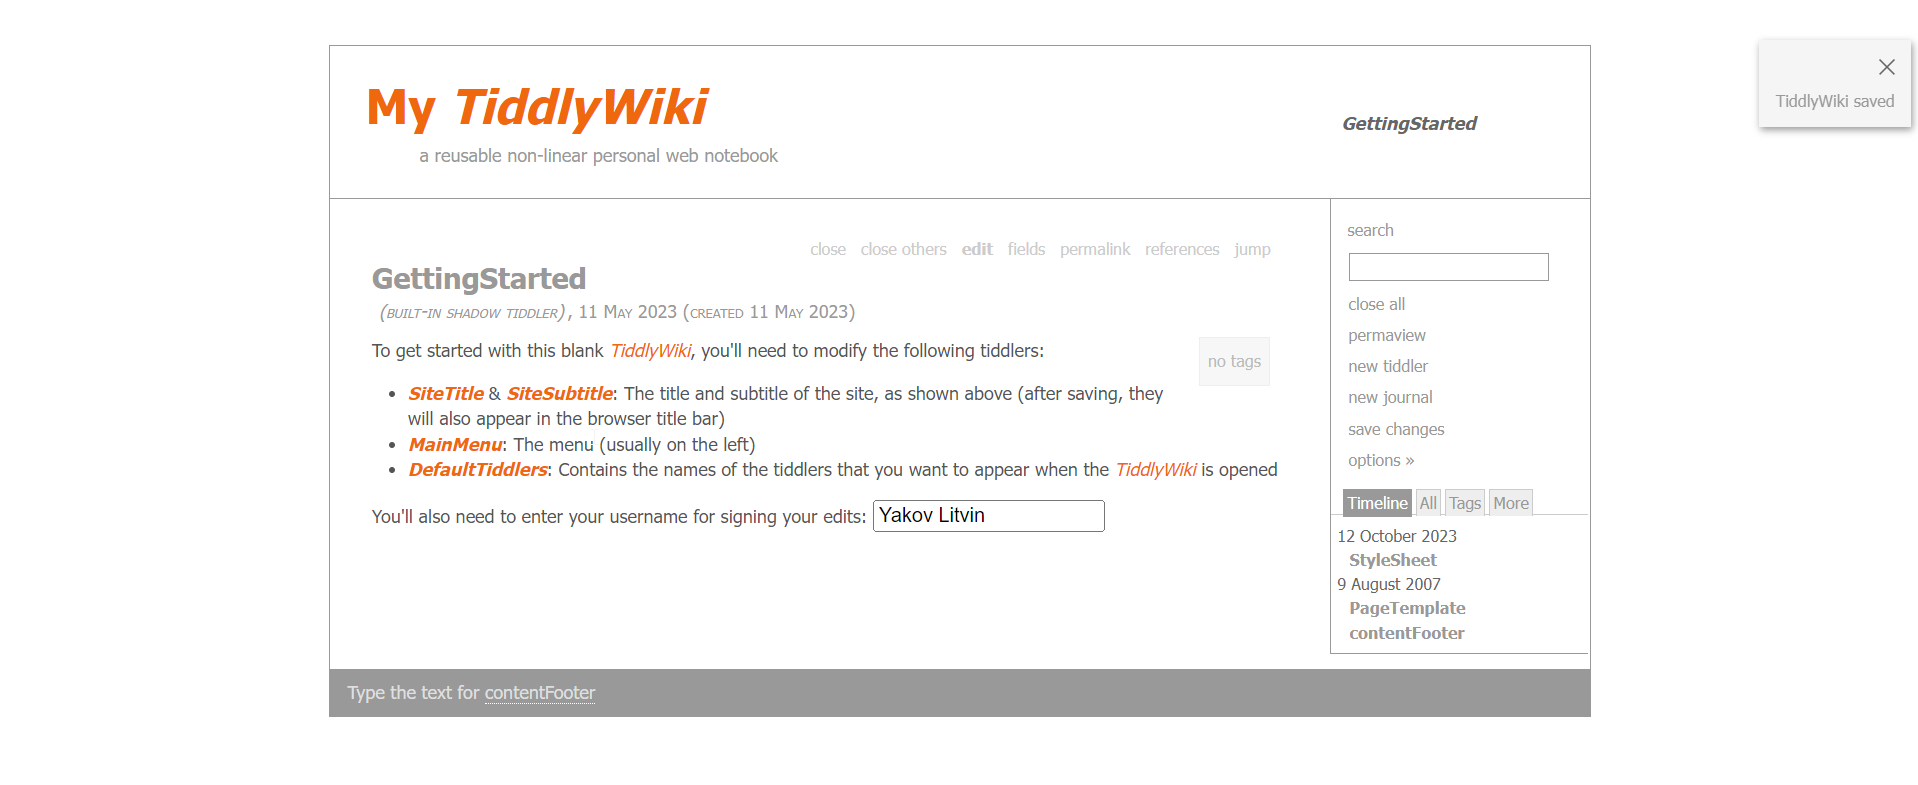 My TiddlyWiki
a reusable non-linear personal web notebook
GettingStarted
TiddlyWiki saved
close close others edit fields permalink references jump
GettingStarted
(built-in shadow tiddler), 11 May 2023 (created 11 May 2023)
no tags
To get started with this blank TiddlyWiki, you'll need to modify the following tiddlers:
• SiteTitle & SiteSubtitle: The title and subtitle of the site, as shown above (after saving, they
will also appear in the browser title bar)
• MainMenu: The menu (usually on the left)
• DefaultTiddlers: Contains the names of the tiddlers that you want to appear when the TiddlyWiki is opened
You'll also need to enter your username for signing your edits: Yakov Litvin
search
close all
permaview
new tiddler
new journal
save changes
options »
Timeline All Tags More
12 October 2023
StyleSheet
9 August 2007
PageTemplate
contentFooter
Type the text for contentFooter